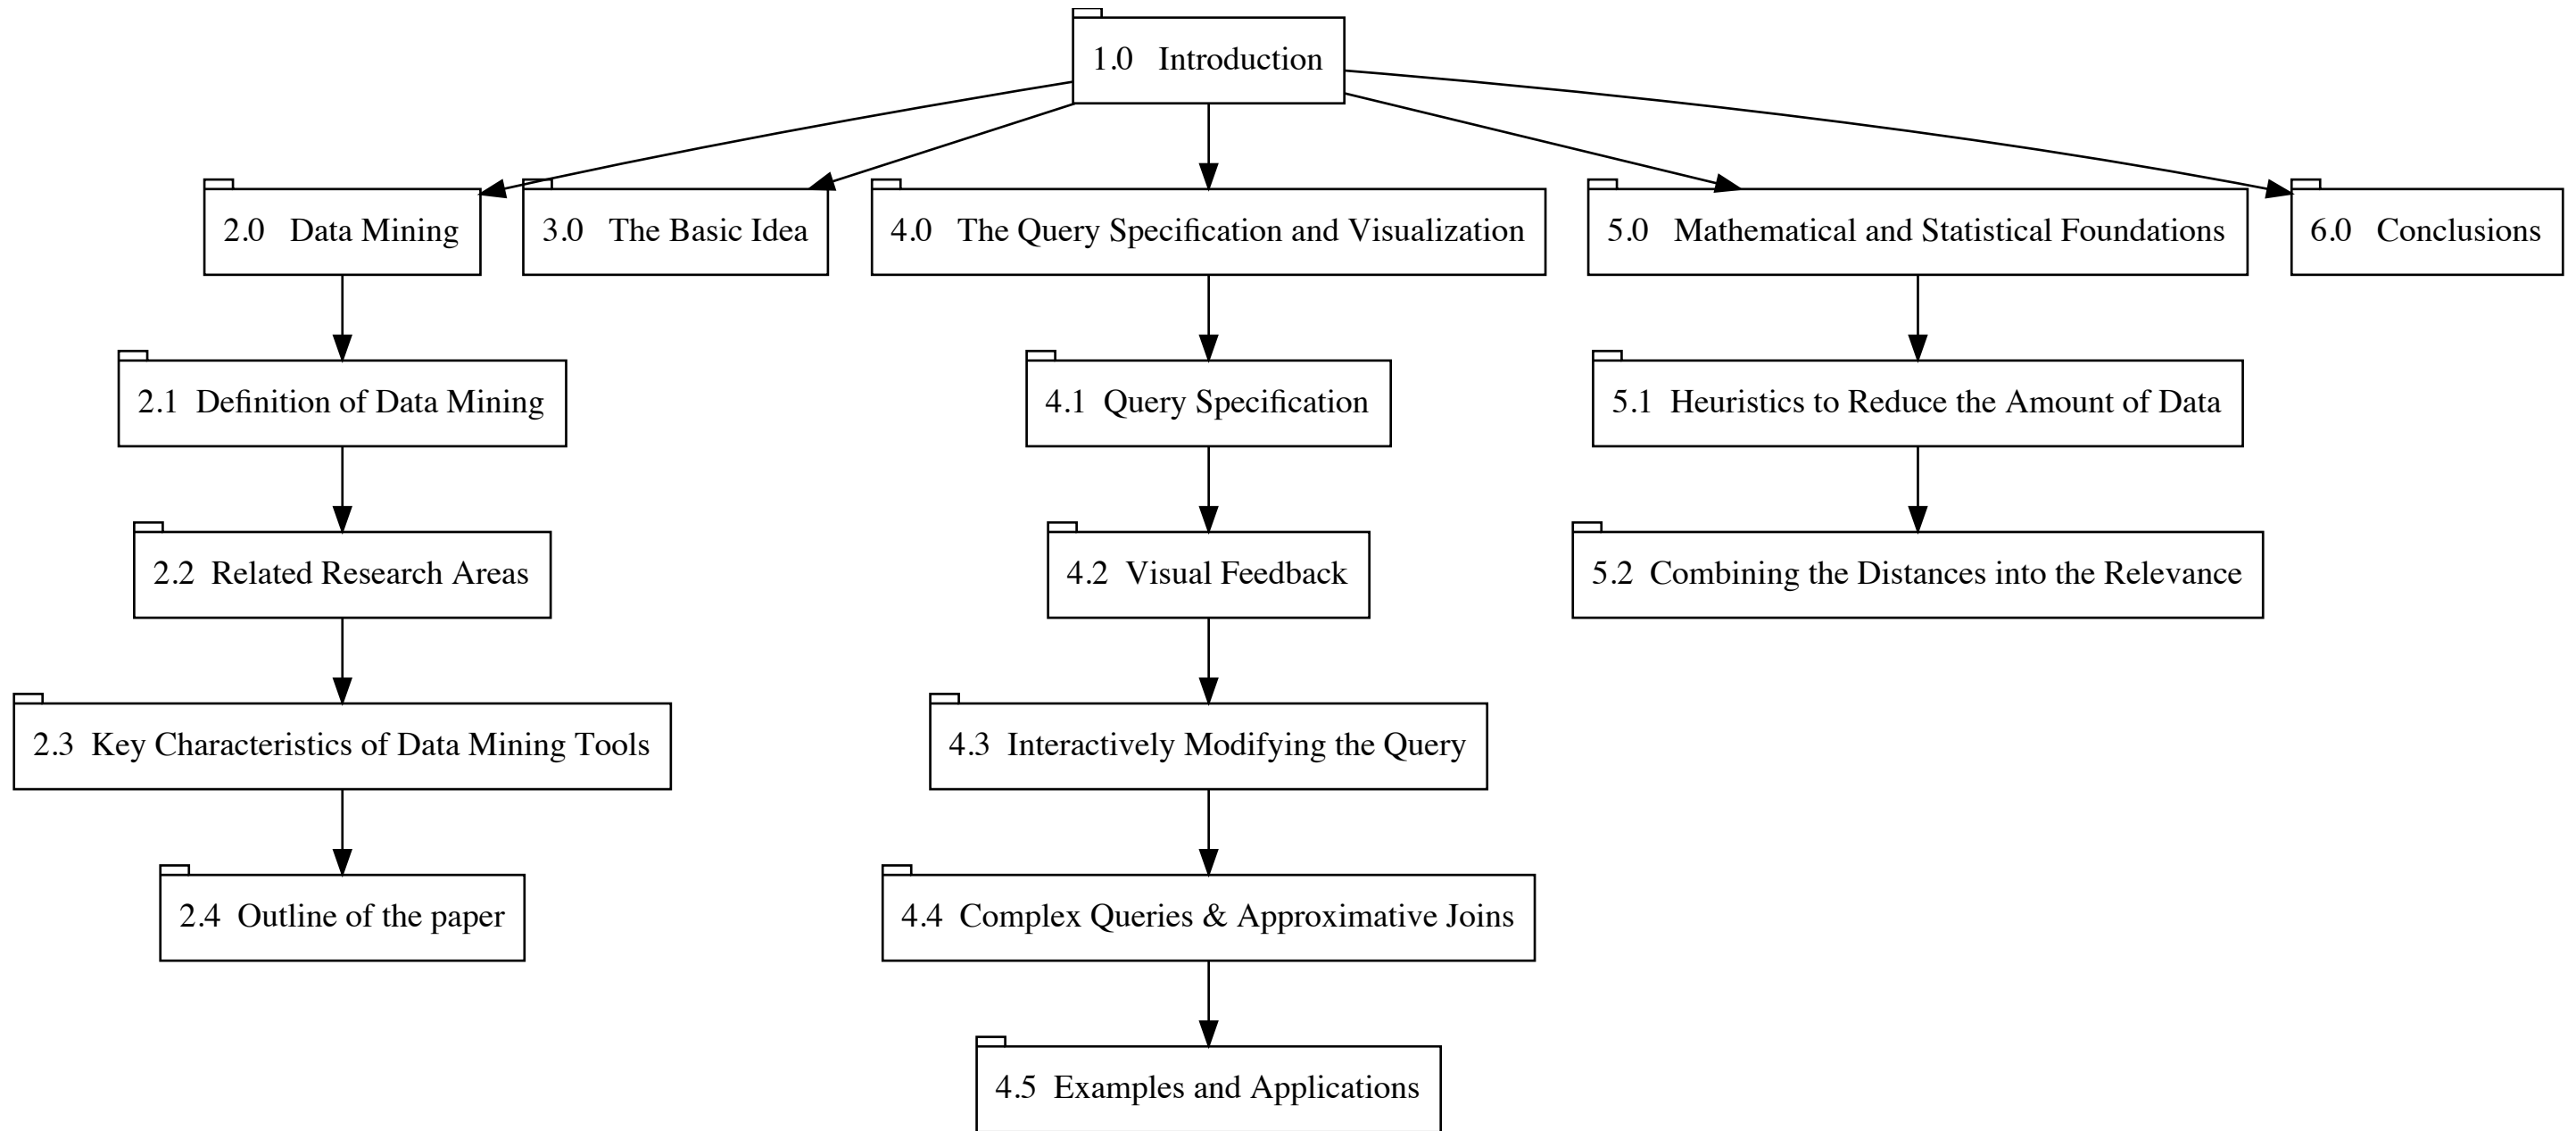 1.0 Introduction
2.0 Data Mining
3.0 The Basic Idea
4.0 The Query Specification and Visualization
5.0 Mathematical and Statistical Foundations
6.0 Conclusions
2.1 Definition of Data Mining
4.1 Query Specification
5.1 Heuristics to Reduce the Amount of Data
2.2 Related Research Areas
4.2 Visual Feedback
5.2 Combining the Distances into the Relevance
2.3 Key Characteristics of Data Mining Tools
4.3 Interactively Modifying the Query
2.4 Outline of the paper
4.4 Complex Queries & Approximative Joins
4.5 Examples and Applications